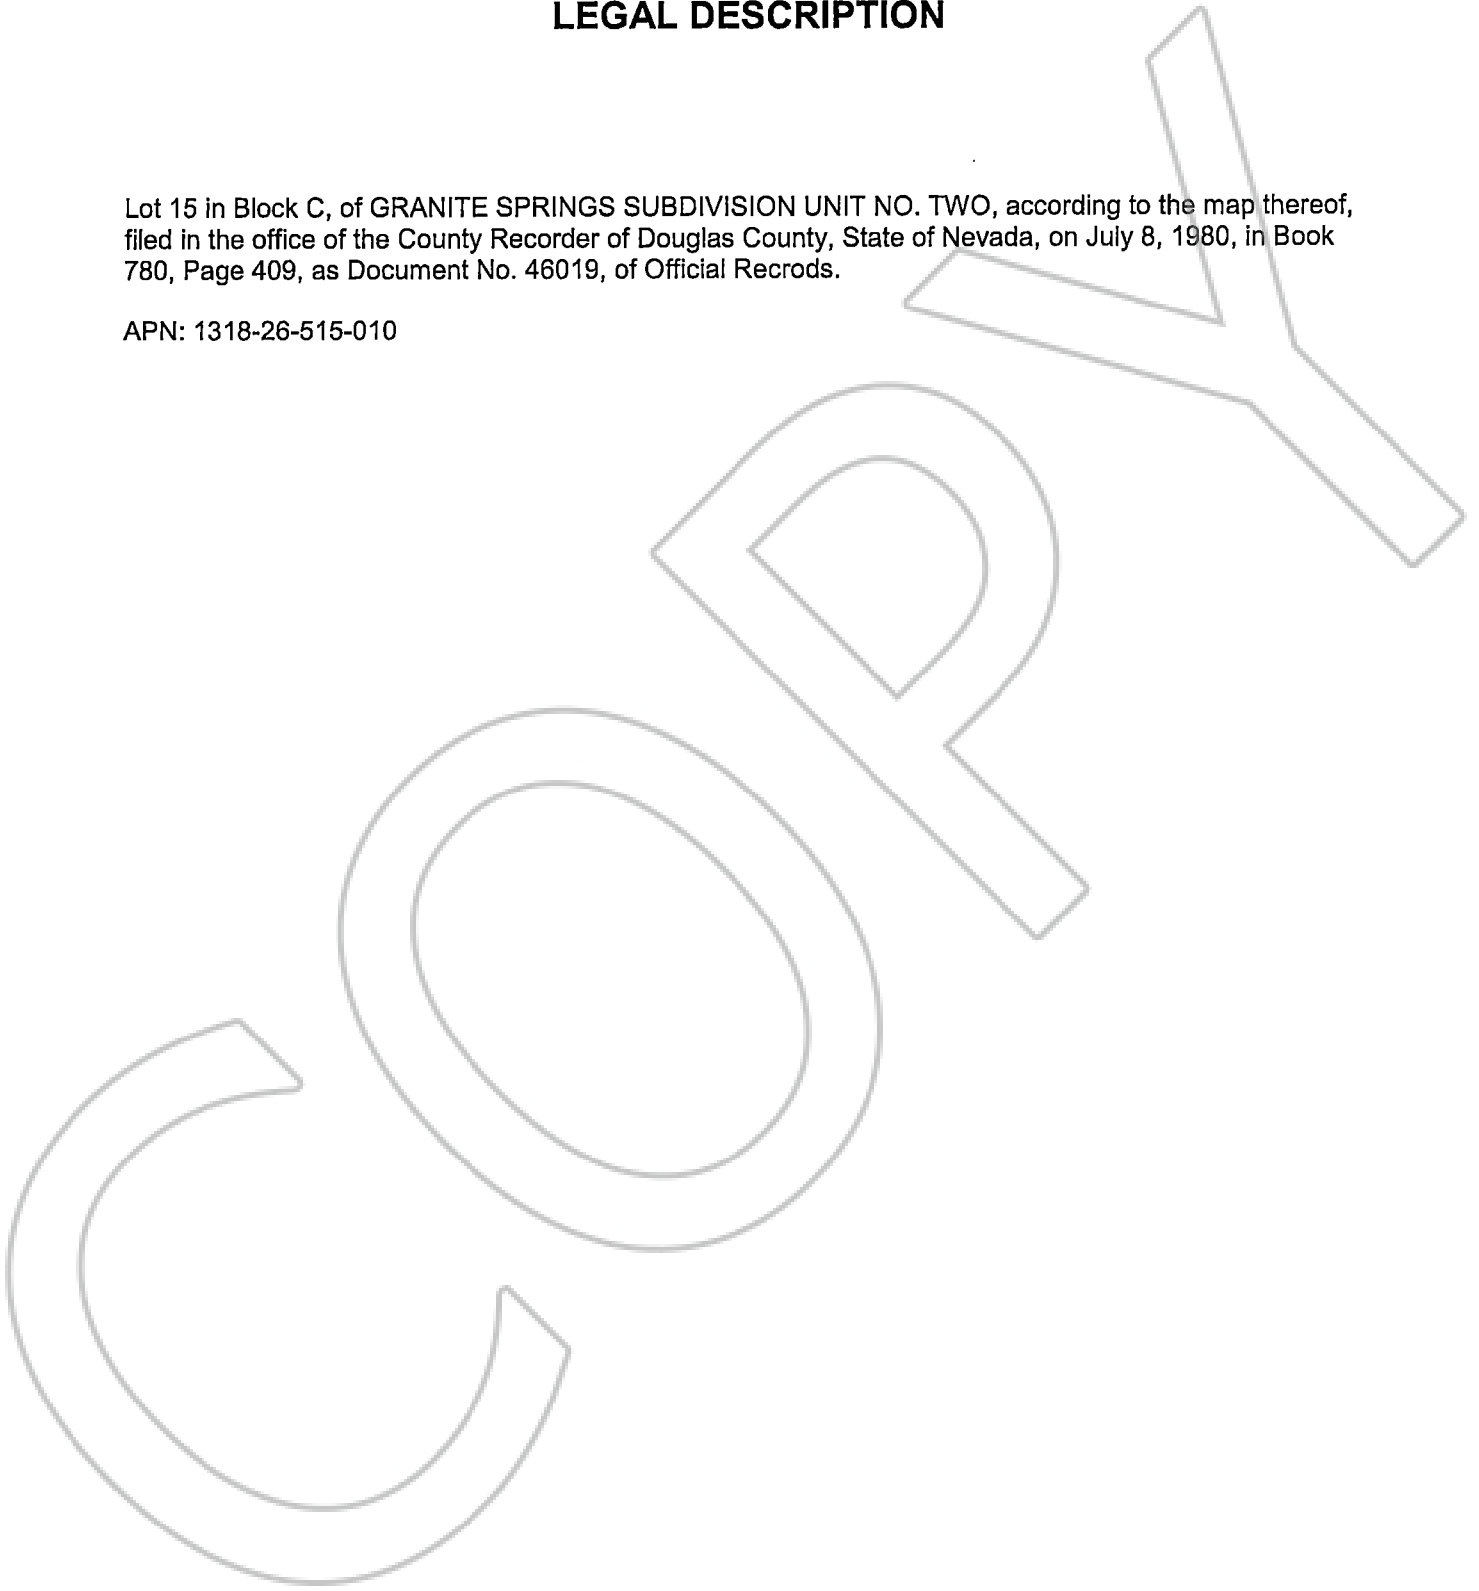 LEGAL DESCRIPTION
Lot 15 in Block C, of GRANITE SPRINGS SUBDIVISION UNIT NO. TWO, according to the map thereof,
filed in the office of the County Recorder of Douglas County, State of Nevada, on July 8, 1980, in Book
780, Page 409, as Document No. 46019, of Official Recrods.
APN: 1318-26-515-010
COPY